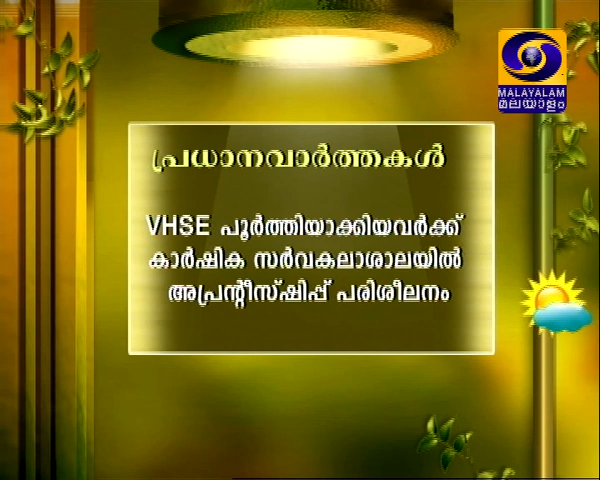 MALAYALAM
മലയാളം
പ്രധാനവാർത്തകൾ
VHSE പൂർത്തിയാക്കിയവർക്ക്
കാർഷിക സർവകലാശാലയിൽ
അപ്രന്റീസ്ഷിപ്പ് പരിശീലനം